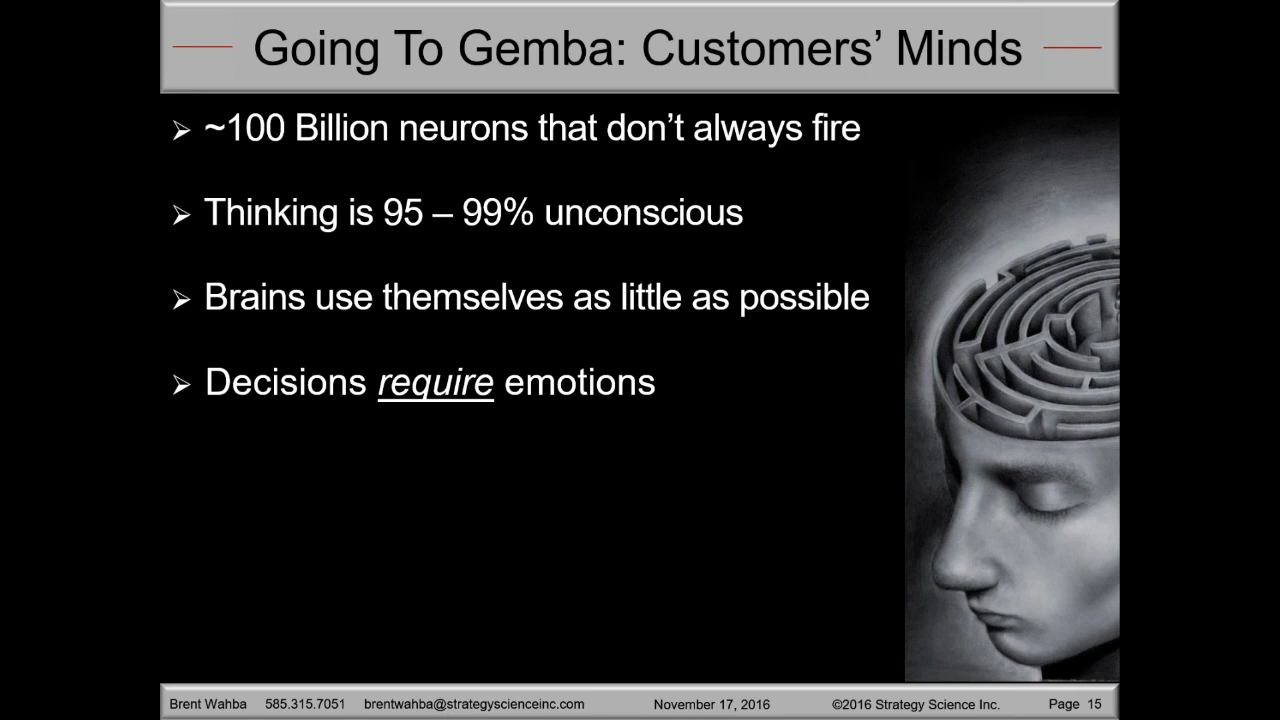 Going To Gemba: Customers’ Minds
~100 Billion neurons that don’t always fire
Thinking is 95 – 99% unconscious
Brains use themselves as little as possible
Decisions require emotions
Brent Wahba 585.315.7051 brentwahba@strategyscienceinc.com November 17, 2016 ©2016 Strategy Science Inc. Page 15